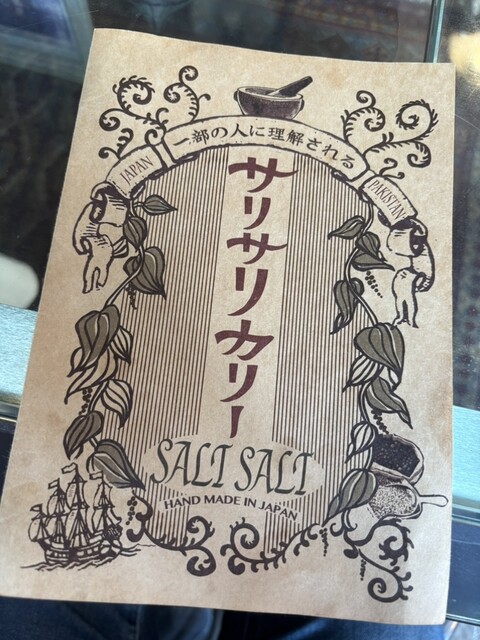 一部の人に理解される
JAPAN
PAKISTAN
サリサリカリー
SALI SALI
HAND MADE IN JAPAN